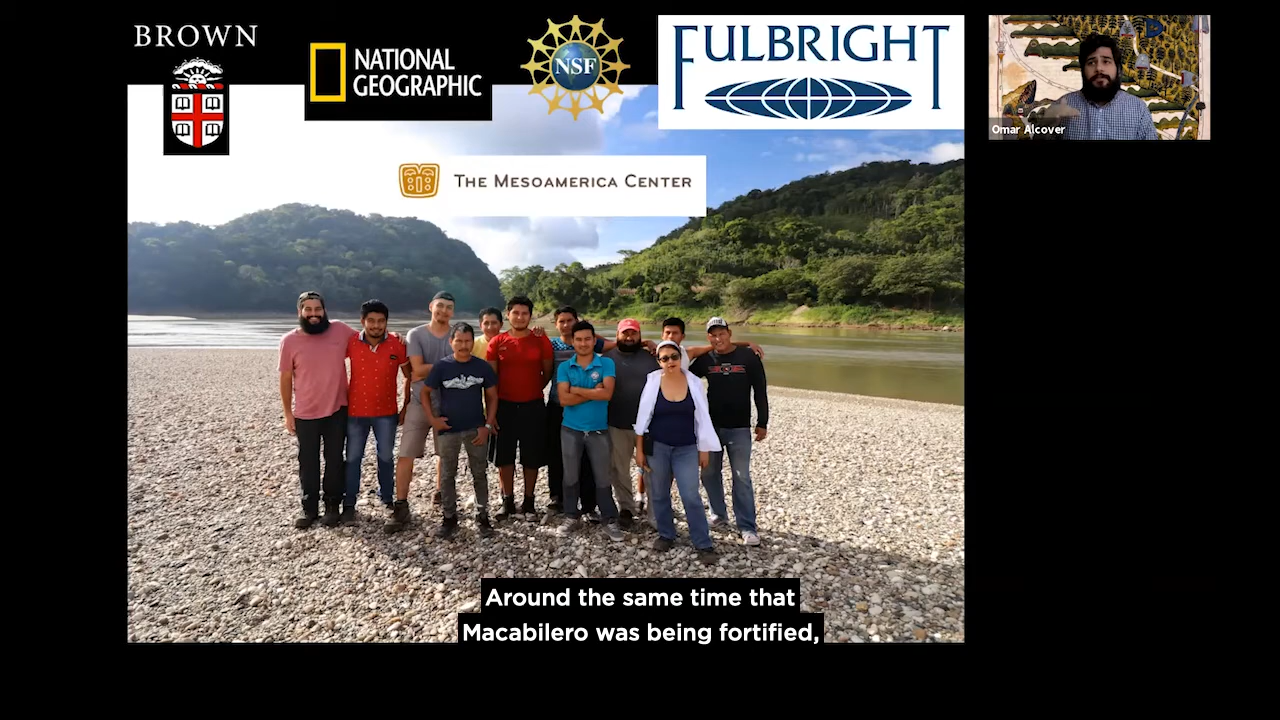 BROWN
NATIONAL
GEOGRAPHIC
NSF
FULBRIGHT
Omar Alcover
THE MESOAMERICA CENTER
Around the same time that
Macabilero was being fortified,